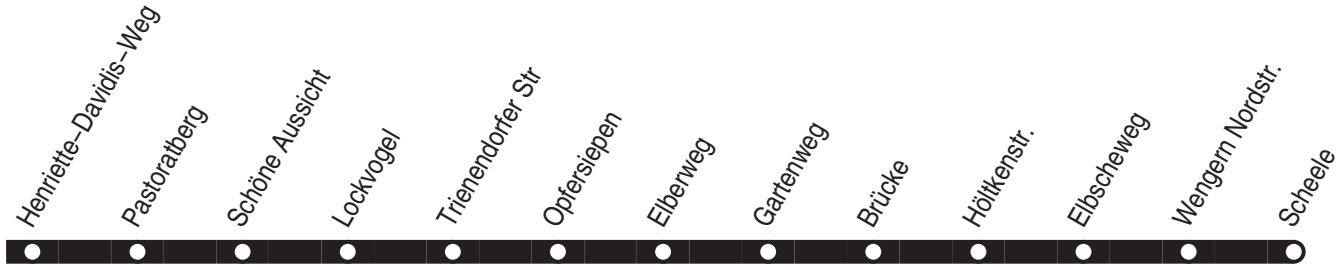 Henriette-Davidis-Weg
Pastoratberg
Schöne Aussicht
Lockvogel
Trienendorfer Str
Opfersiepen
Elberweg
Gartenweg
Brücke
Höltkenstr.
Elbscheweg
Wengern Nordstr.
Scheele